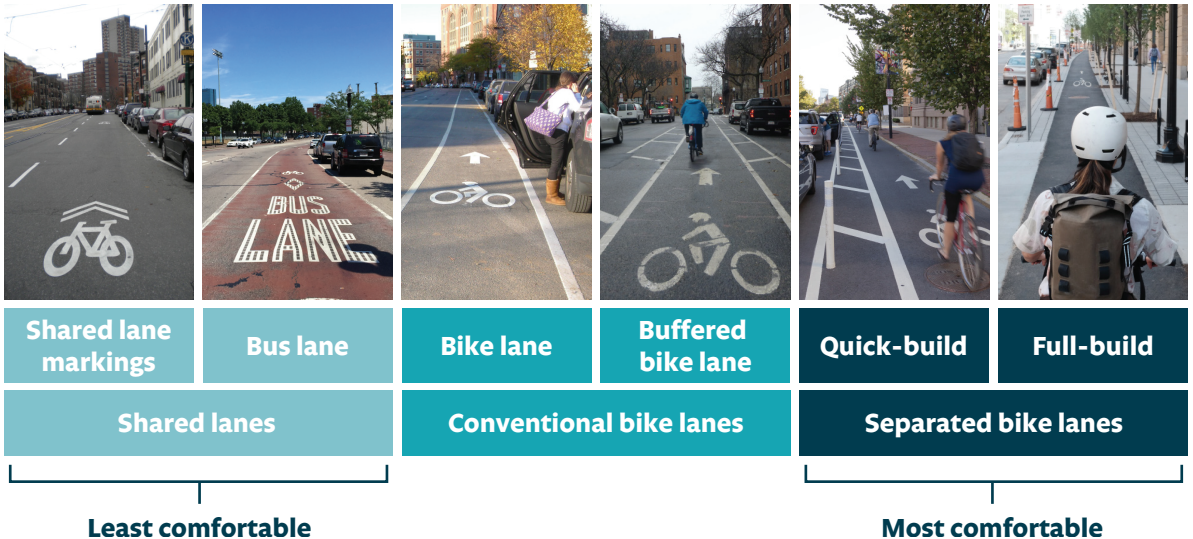 BUS
LANE
Shared lane
markings
Bus lane
Bike lane
Buffered
bike lane
Quick-build
Full-build
Shared lanes
Conventional bike lanes
Separated bike lanes
Least comfortable
Most comfortable